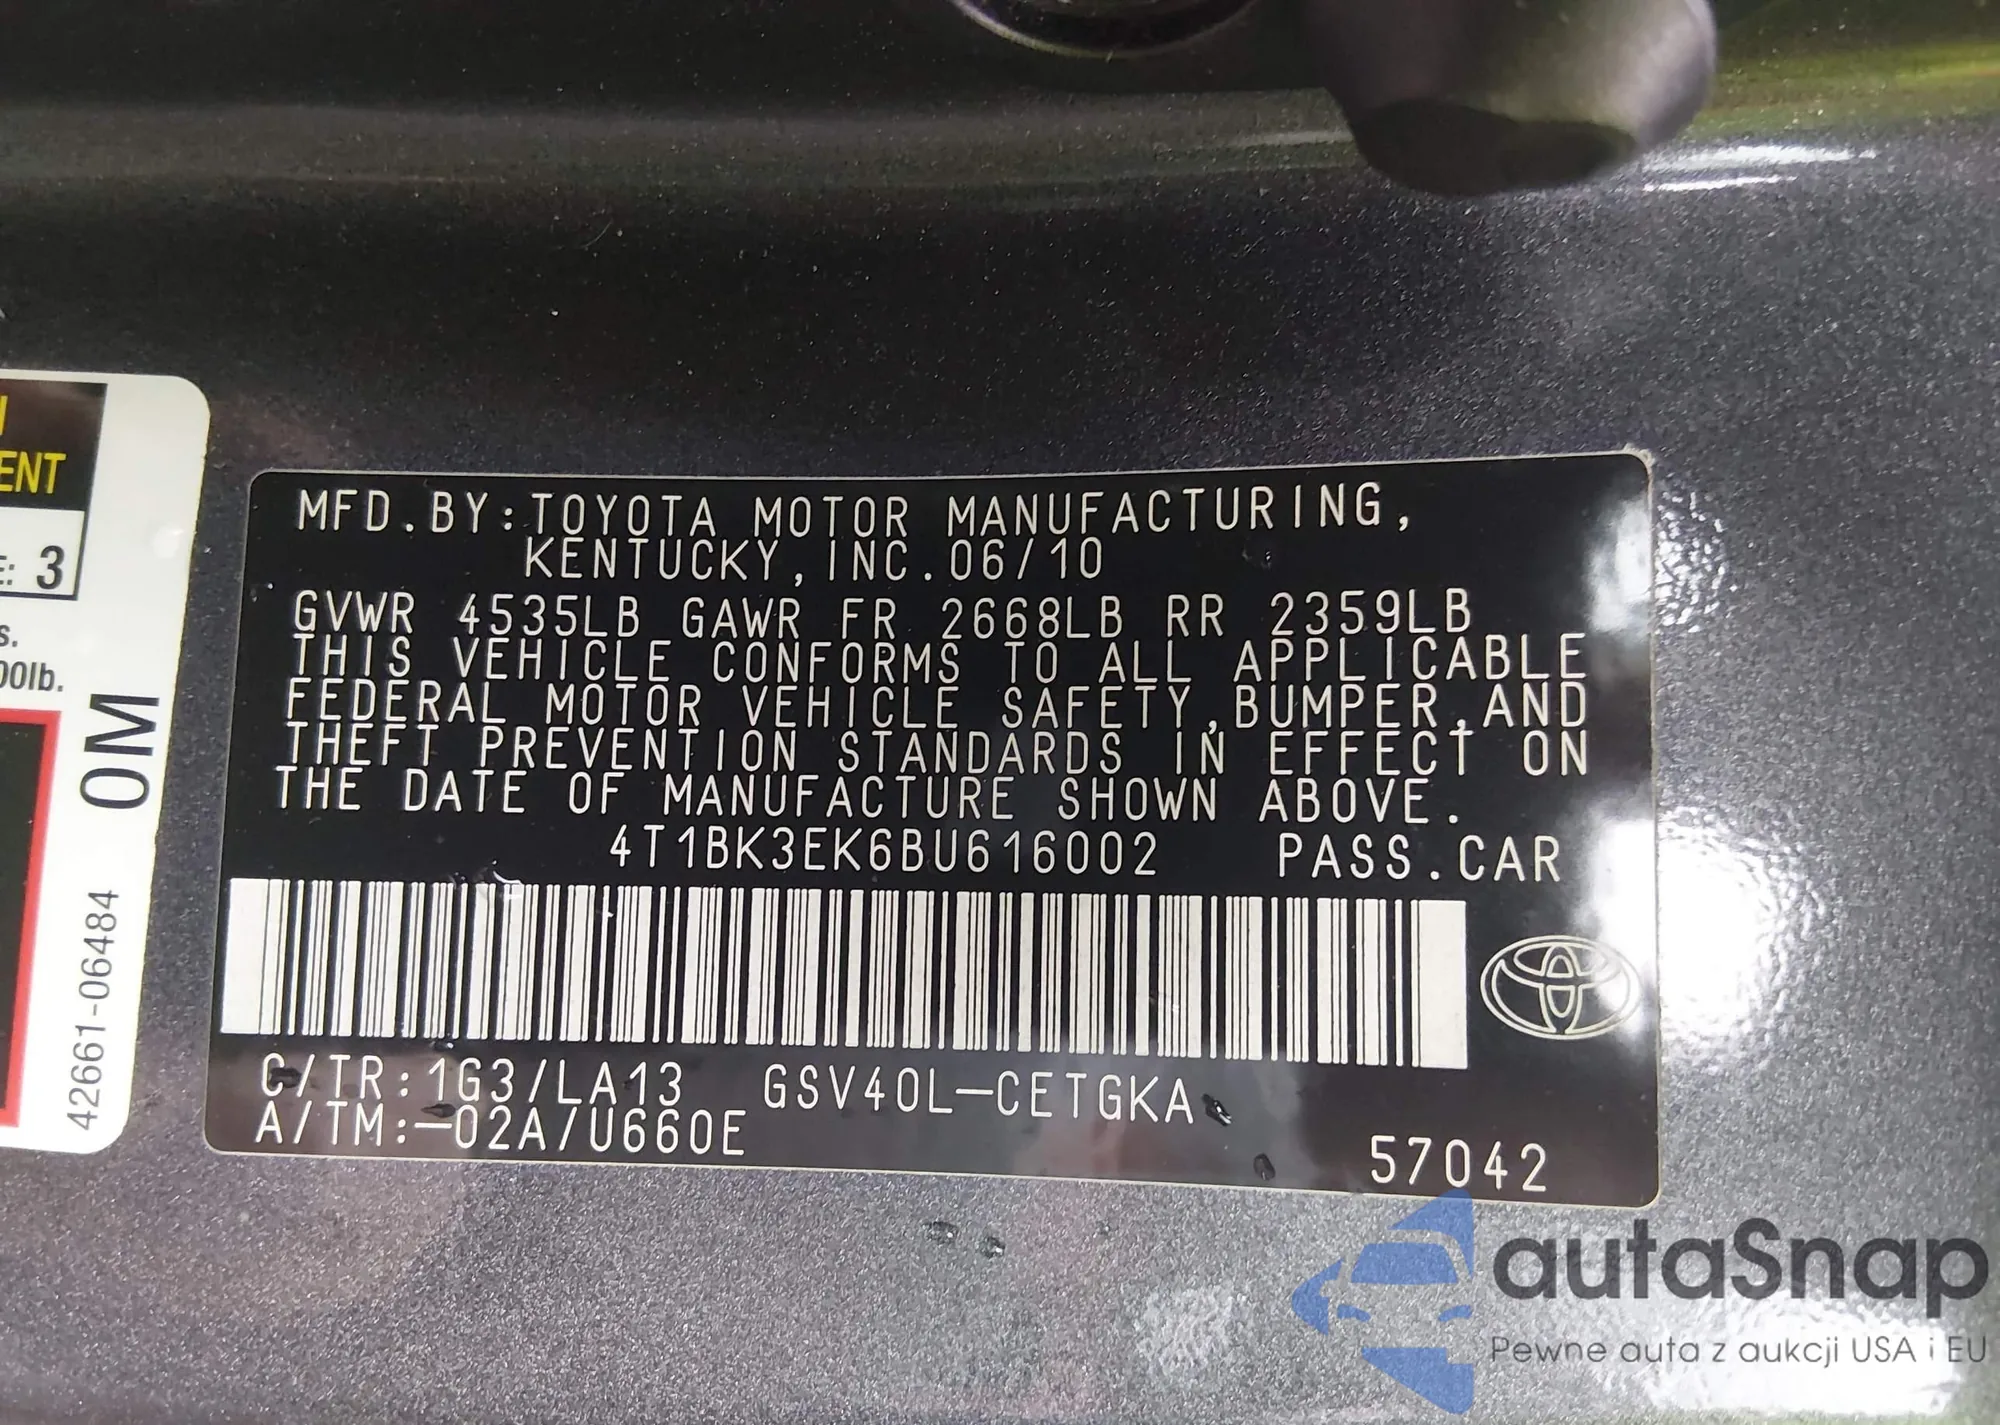 ENT
E: 3
s.
00lb.
0M
42661-06484
MFD.BY:TOYOTA MOTOR MANUFACTURING,
KENTUCKY,INC.06/10
GVWR 4535LB GAWR FR 2668LB RR 2359LB
THIS VEHICLE CONFORMS TO ALL APPLICABLE
FEDERAL MOTOR VEHICLE SAFETY,BUMPER,AND
THEFT PREVENTION STANDARDS IN EFFECT ON
THE DATE OF MANUFACTURE SHOWN ABOVE.
4T1BK3EK6BU616002 PASS.CAR
C/TR:1G3/LA13 GSV40L-CETGKA
A/TM:-02A/U660E
57042
autaSnap
Pewne auta z aukcji USA i EU